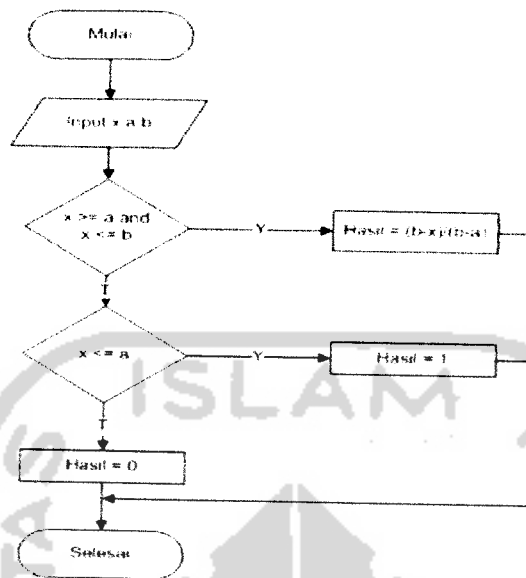 Mulai
Input x a b
x >= a and
x <= b
Y
Hasil = (b-x)/(b-a)
T
x <= a
Y
Hasil = 1
ISLAM
T
Hasil = 0
Selesai